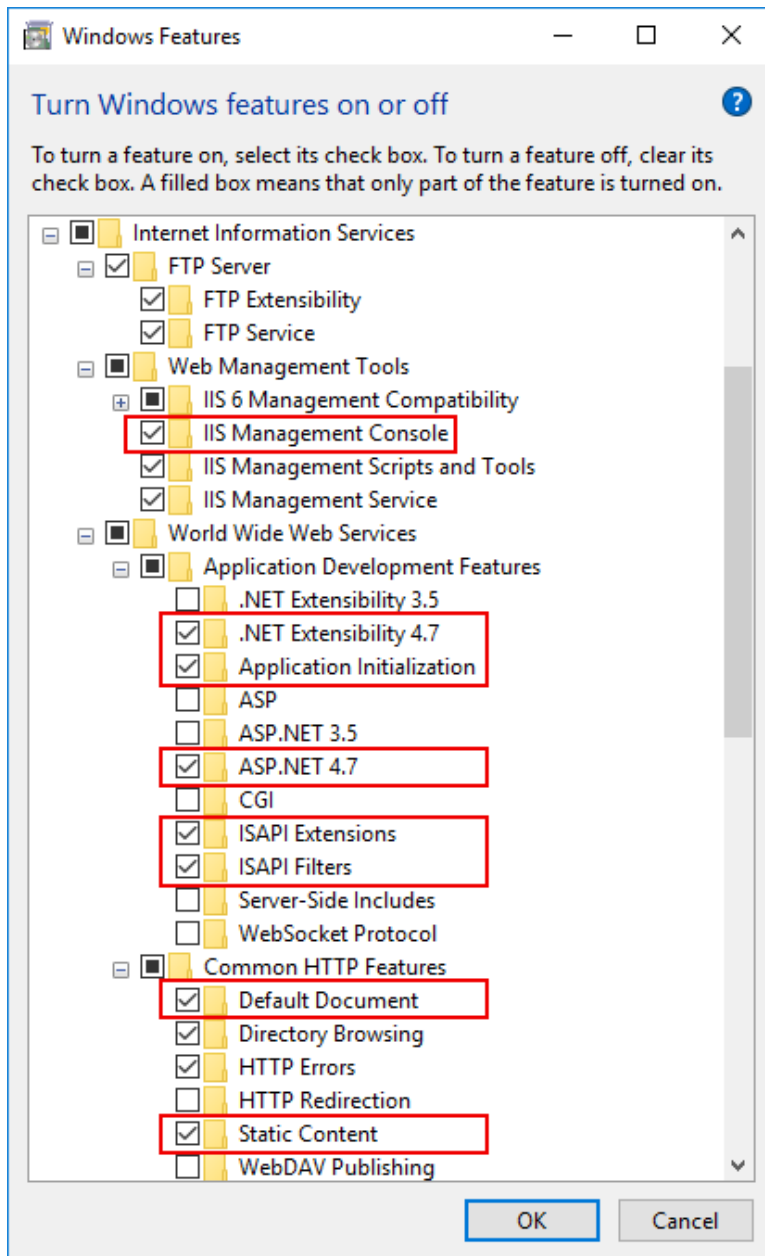 Windows Features
Turn Windows features on or off
To turn a feature on, select its check box. To turn a feature off, clear its
check box. A filled box means that only part of the feature is turned on.
Internet Information Services
FTP Server
FTP Extensibility
FTP Service
Web Management Tools
IIS 6 Management Compatibility
IIS Management Console
IIS Management Scripts and Tools
IIS Management Service
World Wide Web Services
Application Development Features
.NET Extensibility 3.5
.NET Extensibility 4.7
Application Initialization
ASP
ASP.NET 3.5
ASP.NET 4.7
CGI
ISAPI Extensions
ISAPI Filters
Server-Side Includes
WebSocket Protocol
Common HTTP Features
Default Document
Directory Browsing
HTTP Errors
HTTP Redirection
Static Content
WebDAV Publishing
OK Cancel